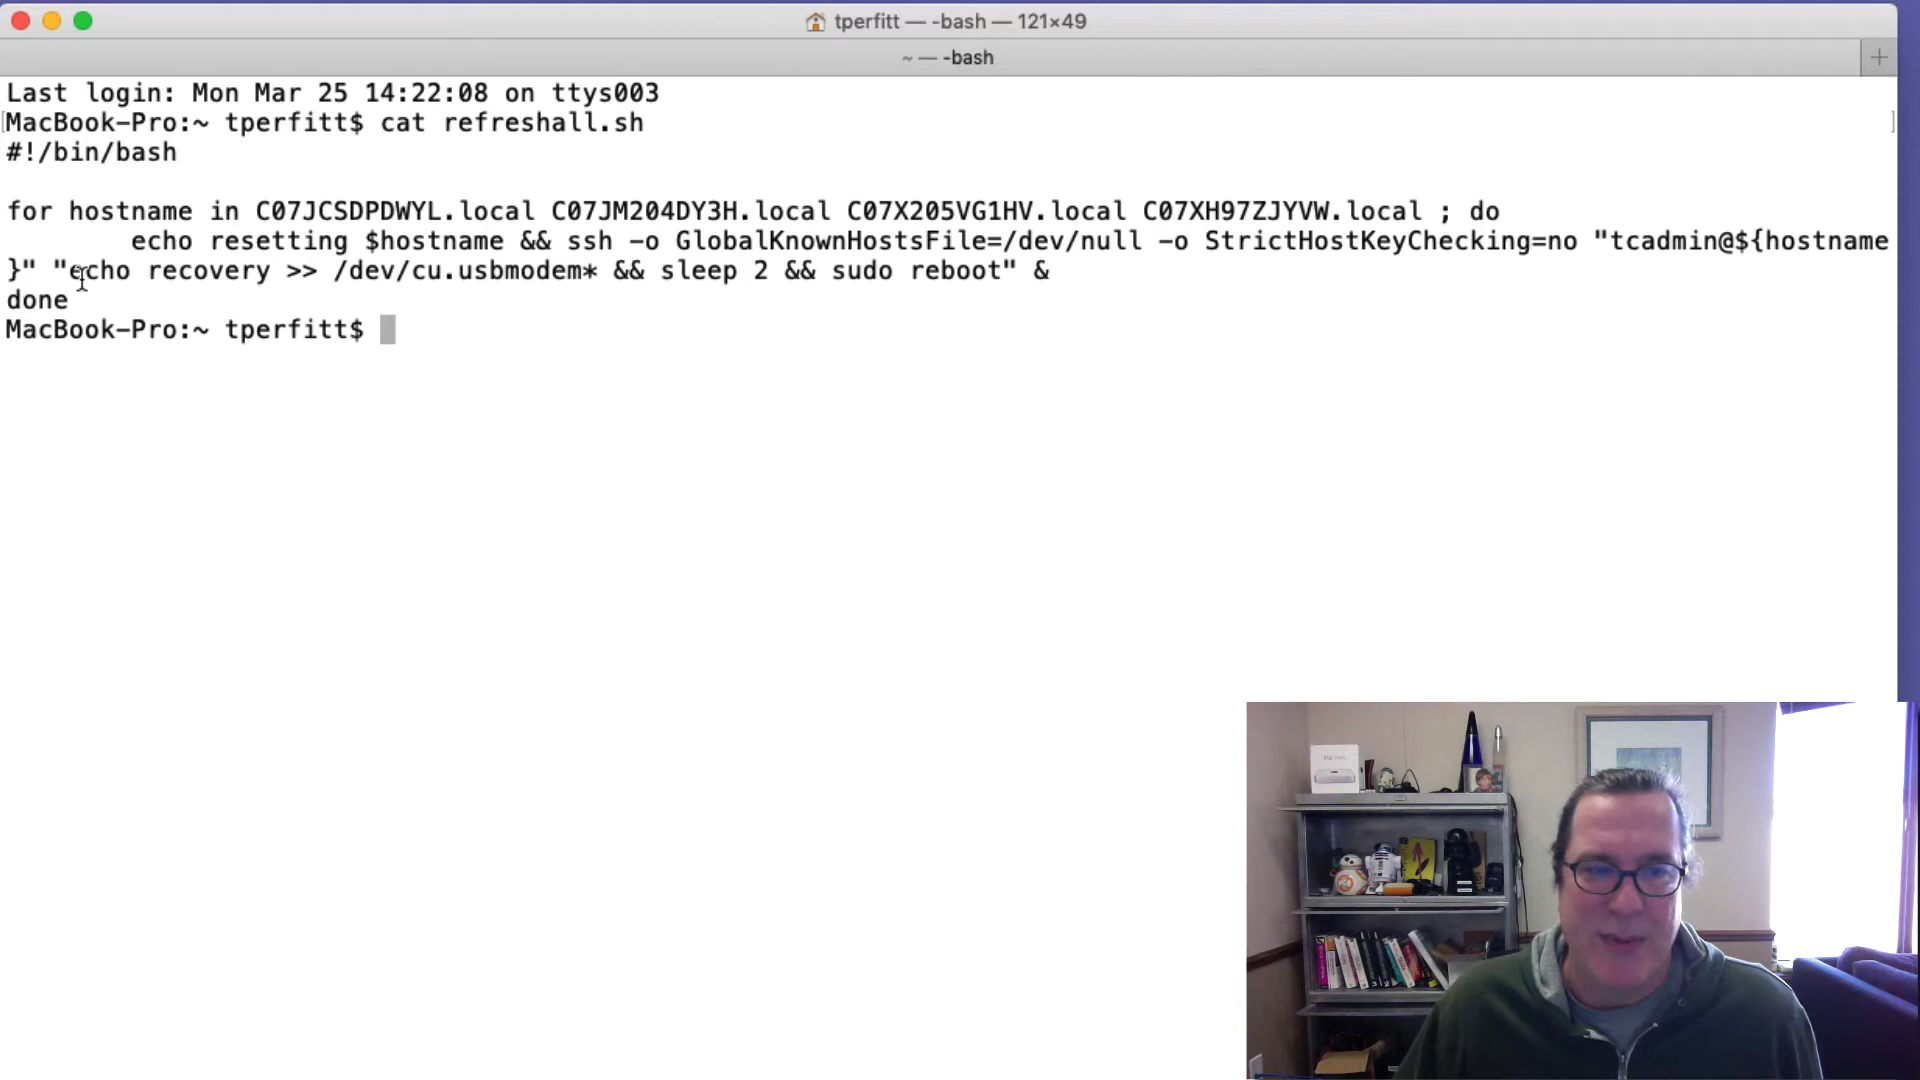 tperfitt — -bash — 121×49
~ — -bash
Last login: Mon Mar 25 14:22:08 on ttys003
MacBook-Pro:~ tperfitt$ cat refreshall.sh
#!/bin/bash
for hostname in C07JCSDPDWYL.local C07JM204DY3H.local C07X205VG1HV.local C07XH97ZJYVW.local ; do
echo resetting $hostname && ssh -o GlobalKnownHostsFile=/dev/null -o StrictHostKeyChecking=no "tcadmin@${hostname
}" "echo recovery >> /dev/cu.usbmodem* && sleep 2 && sudo reboot" &
done
MacBook-Pro:~ tperfitt$
Mac mini